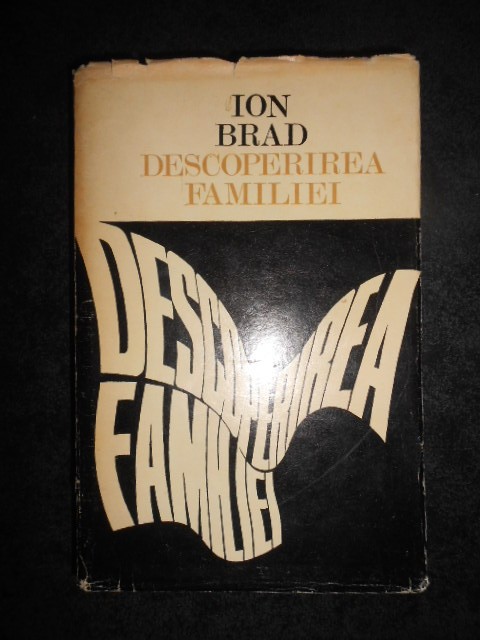 ION
BRAD
DESCOPERIREA
FAMILIEI
DESCOPERIREA
FAMILIEI